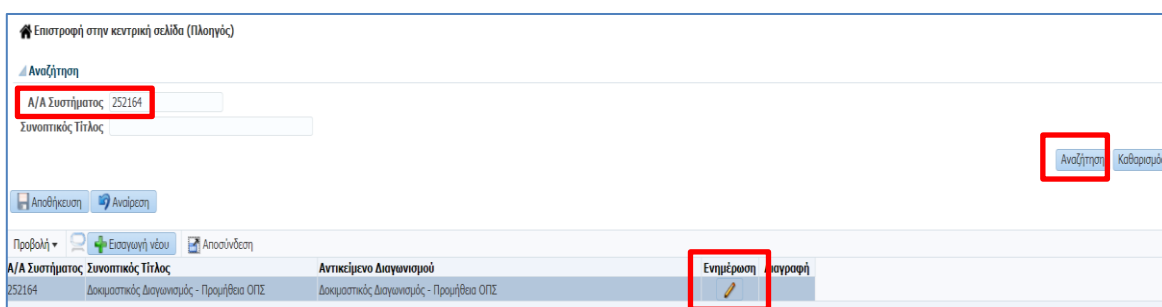 Επιστροφή στην κεντρική σελίδα (Πλοηγός)
Αναζήτηση
Α/Α Συστήματος 252164
Συνοπτικός Τίτλος
Αναζήτηση Καθαρισμός
Αποθήκευση Αναίρεση
Προβολή Εισαγωγή νέου Αποσύνδεση
Α/Α Συστήματος Συνοπτικός Τίτλος Αντικείμενο Διαγωνισμού Ενημέρωση Διαγραφή
252164 Δοκιμαστικός Διαγωνισμός - Προμήθεια ΟΠΣ Δοκιμαστικός Διαγωνισμός - Προμήθεια ΟΠΣ